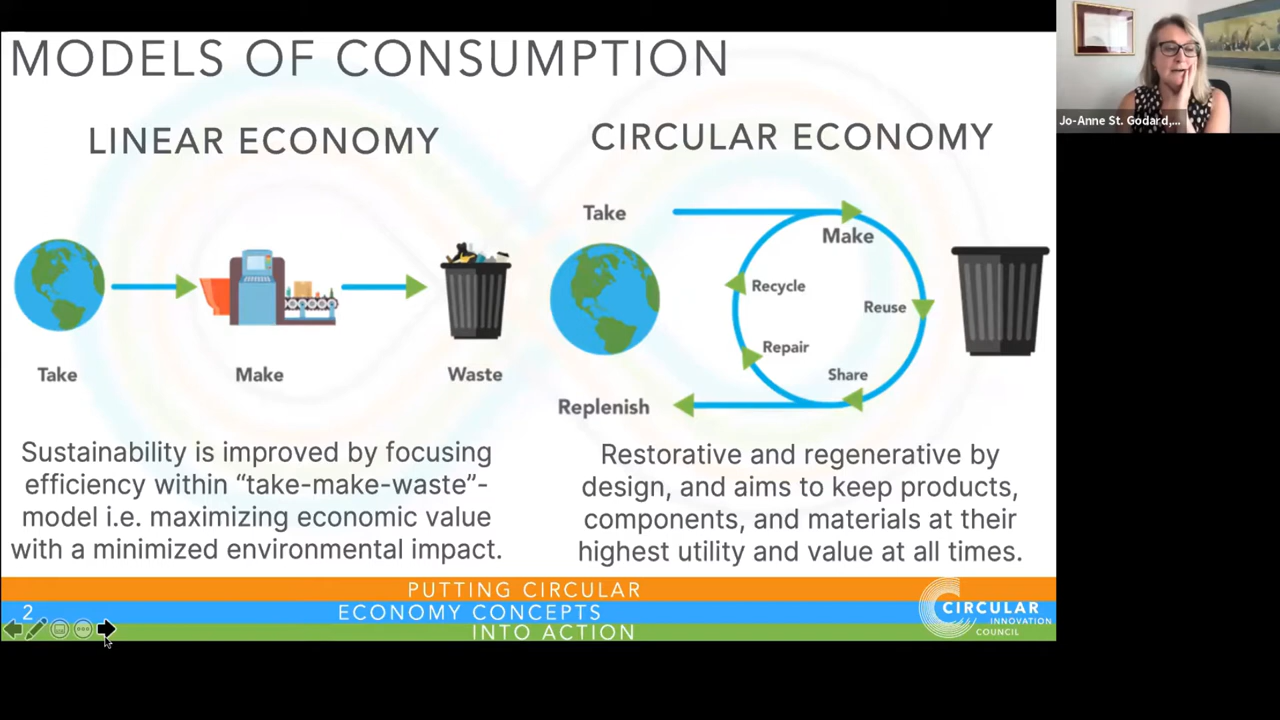 MODELS OF CONSUMPTION
LINEAR ECONOMY
Take
Make
Waste
Sustainability is improved by focusing
efficiency within “take-make-waste”-
model i.e. maximizing economic value
with a minimized environmental impact.
CIRCULAR ECONOMY
Take
Make
Recycle
Reuse
Repair
Share
Replenish
Restorative and regenerative by
design, and aims to keep products,
components, and materials at their
highest utility and value at all times.
PUTTING CIRCULAR
ECONOMY CONCEPTS
INTO ACTION
2
CIRCULAR
INNOVATION
COUNCIL
Jo-Anne St. Godard,...